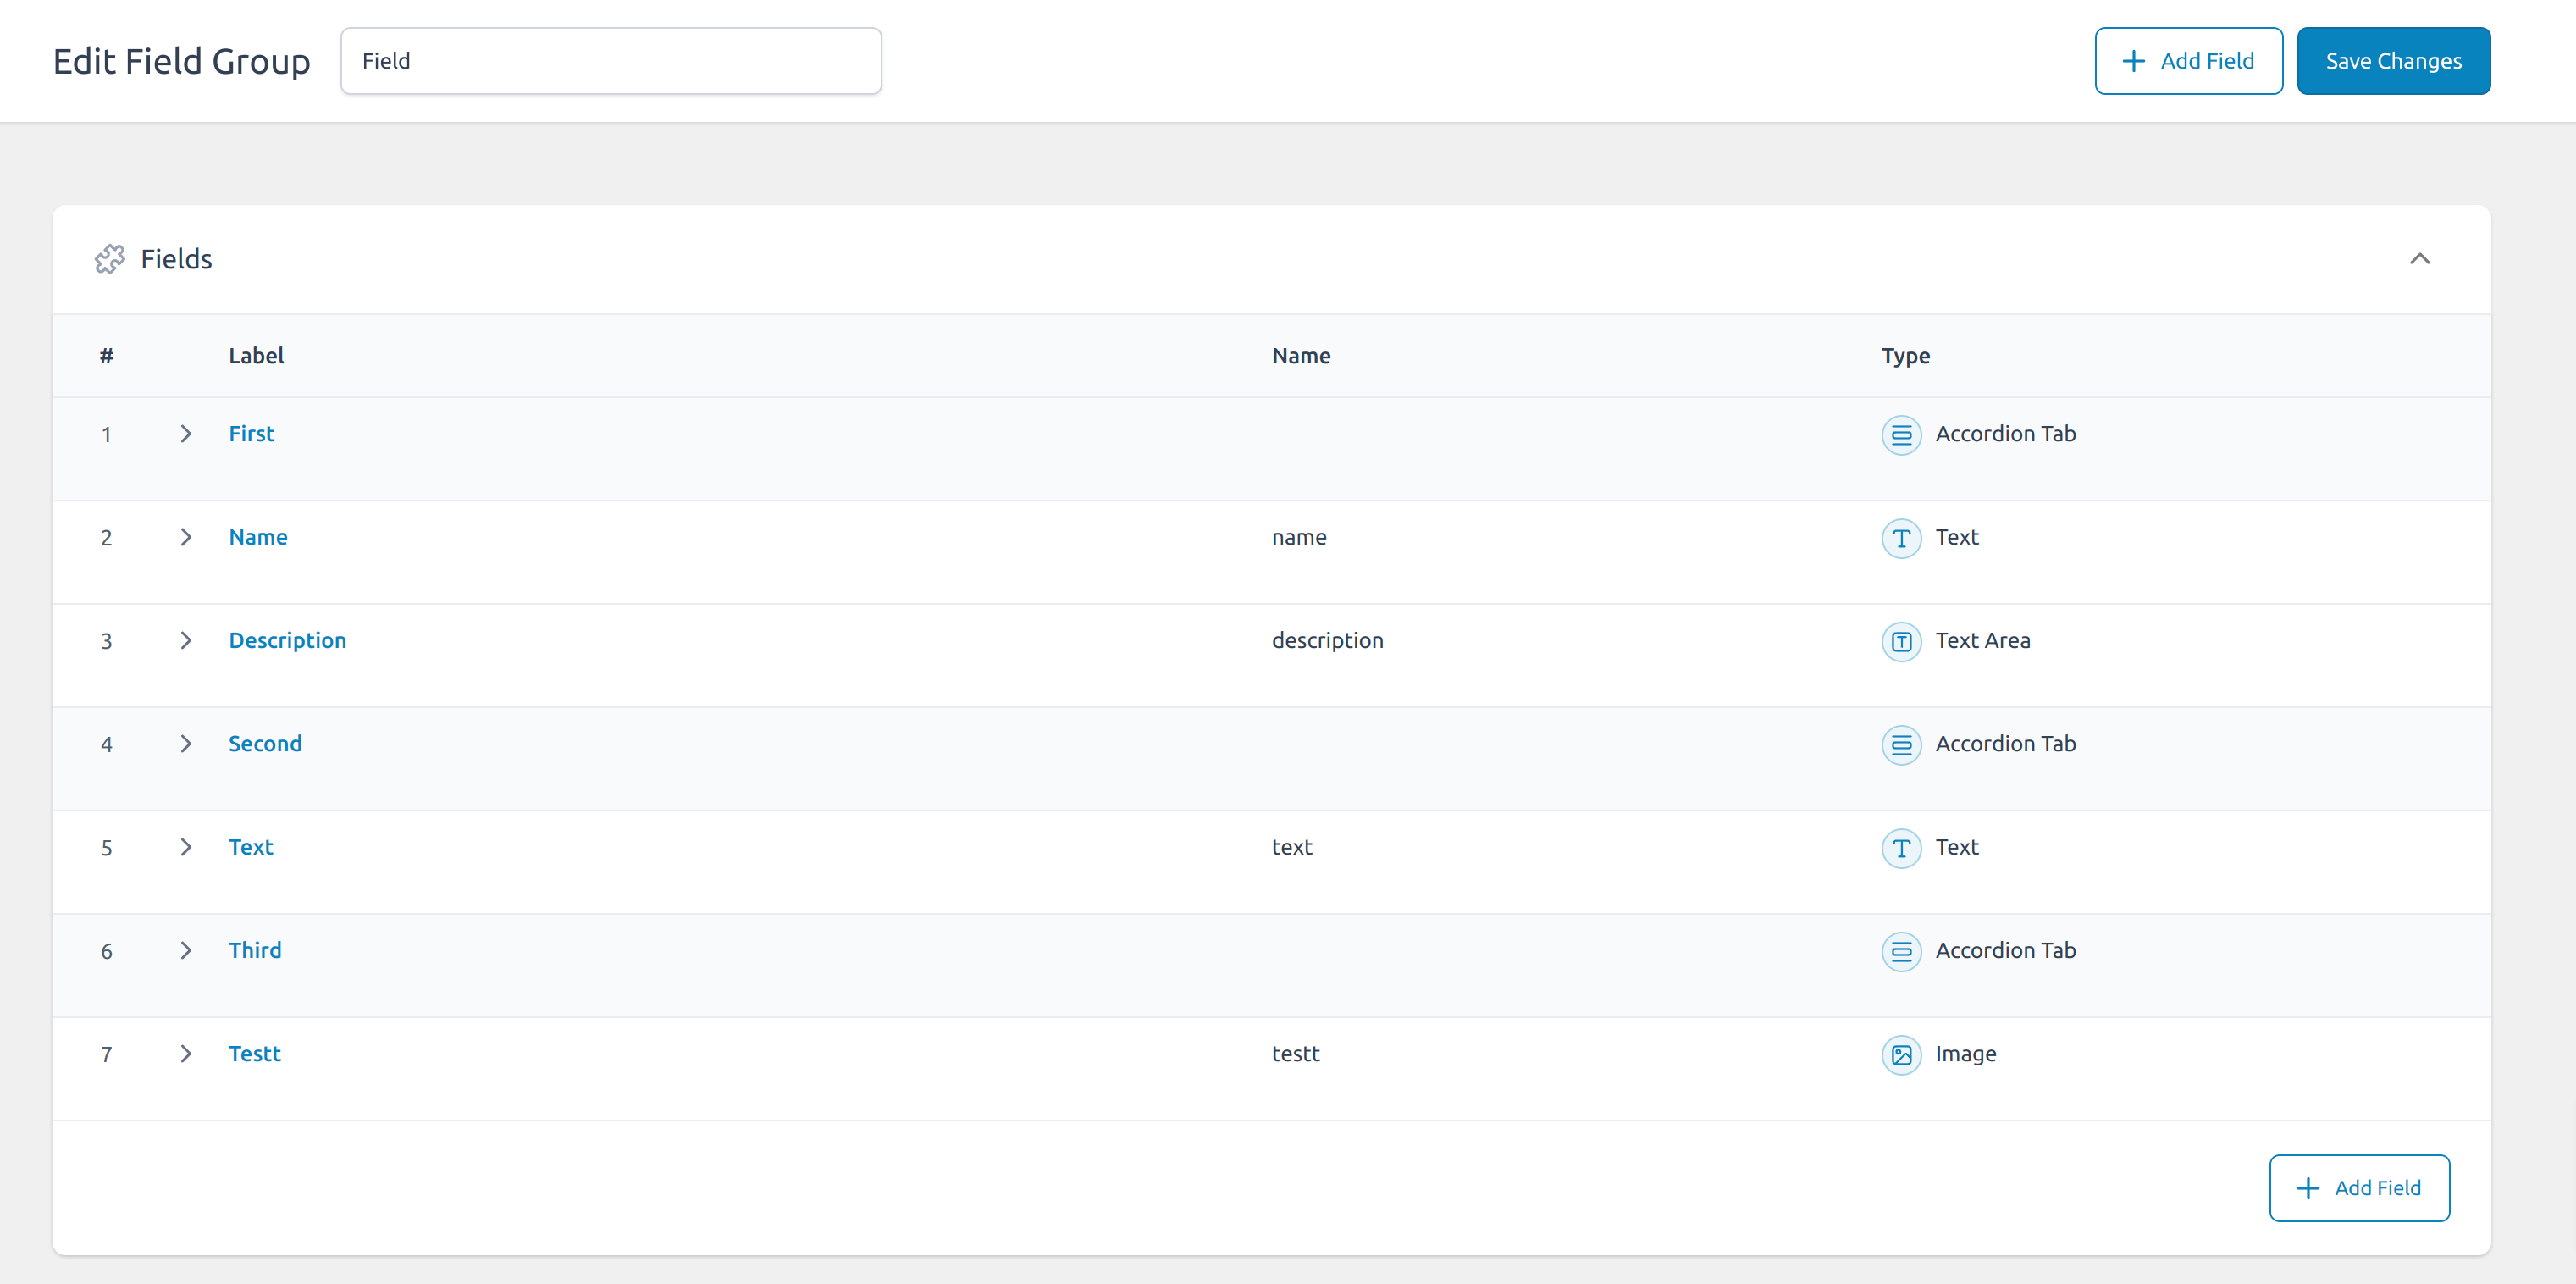 Edit Field Group
Field
Add Field
Save Changes
Fields
# Label Name Type
1 First Accordion Tab
2 Name name Text
3 Description description Text Area
4 Second Accordion Tab
5 Text text Text
6 Third Accordion Tab
7 Testt testt Image
Add Field